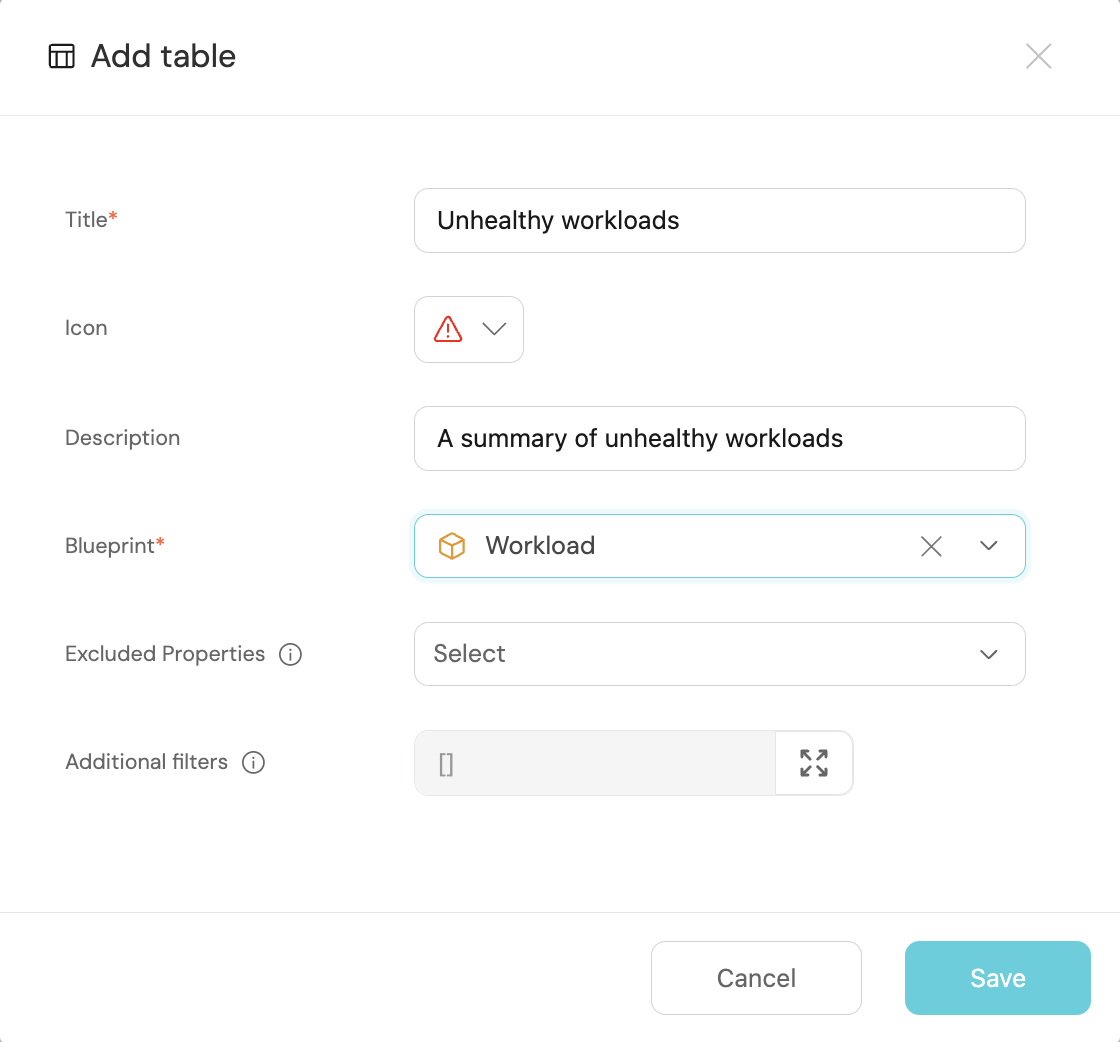 Add table
Title*
Unhealthy workloads
Icon
Description
A summary of unhealthy workloads
Blueprint*
Workload
Excluded Properties
Select
Additional filters
[]
Cancel
Save